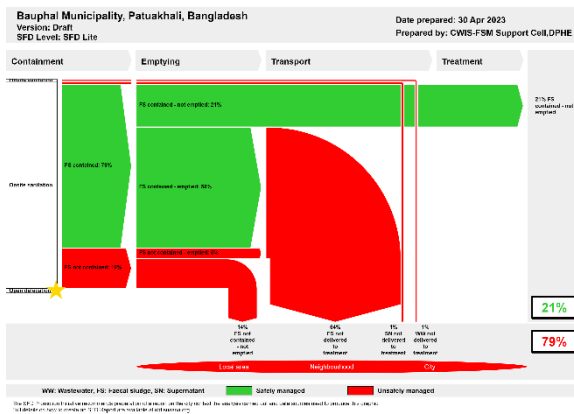 Bauphal Municipality, Patuakhali, Bangladesh
Version: Draft
SFD Level: SFD Lite
Date prepared: 30 Apr 2023
Prepared by: CWIS-FSM Support Cell,DPHE
Containment
Emptying
Transport
Treatment
FS contained - not emptied: 21%
21% FS
contained - not
emptied
FS contained:
Onsite sanitation
FS contained - emptied:
FS not contained - emptied:
FS not contained:
Open defecation
21%
79%
14%
FS not
contained
- not
emptied
64%
FS not
delivered
to
treatment
1%
SN not
delivered
to
treatment
1%
WW not
delivered
to
treatment
Local area
Neighbourhood
City
WW: Wastewater, FS: Faecal sludge, SN: Supernatant
Safely managed
Unsafely managed